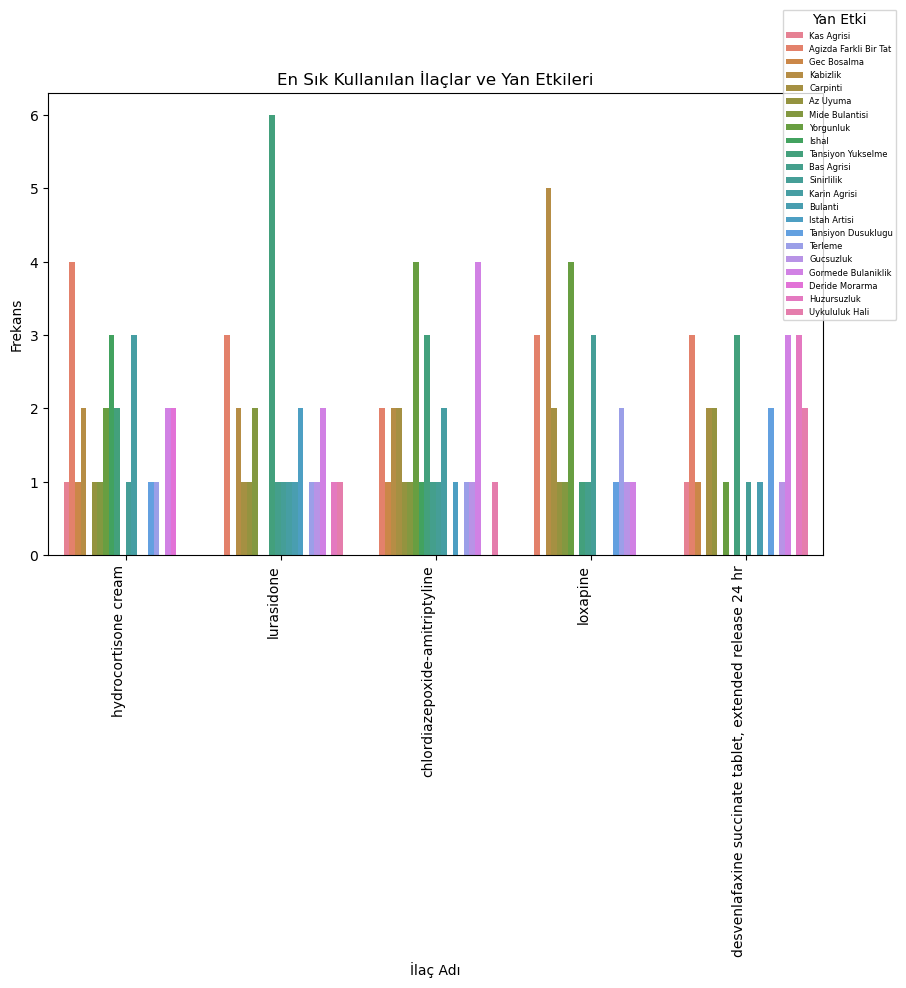 Yan Etki
Kas Agrisi
Agizda Farkli Bir Tat
Gec Bosalma
Kabizlik
Carpinti
Az Uyuma
Mide Bulantisi
Yorgunluk
Ishal
Tansiyon Yukselme
Bas Agrisi
Sinirlilik
Karin Agrisi
Bulanti
Istah Artisi
Tansiyon Dusuklugu
Terleme
Gucsuzluk
Gormede Bulaniklik
Deride Morarma
Huzursuzluk
Uykululuk Hali
En Sık Kullanılan İlaçlar ve Yan Etkileri
Frekans
6
5
4
3
2
1
0
hydrocortisone cream
lurasidone
chlordiazepoxide-amitriptyline
loxapine
desvenlafaxine succinate tablet, extended release 24 hr
İlaç Adı